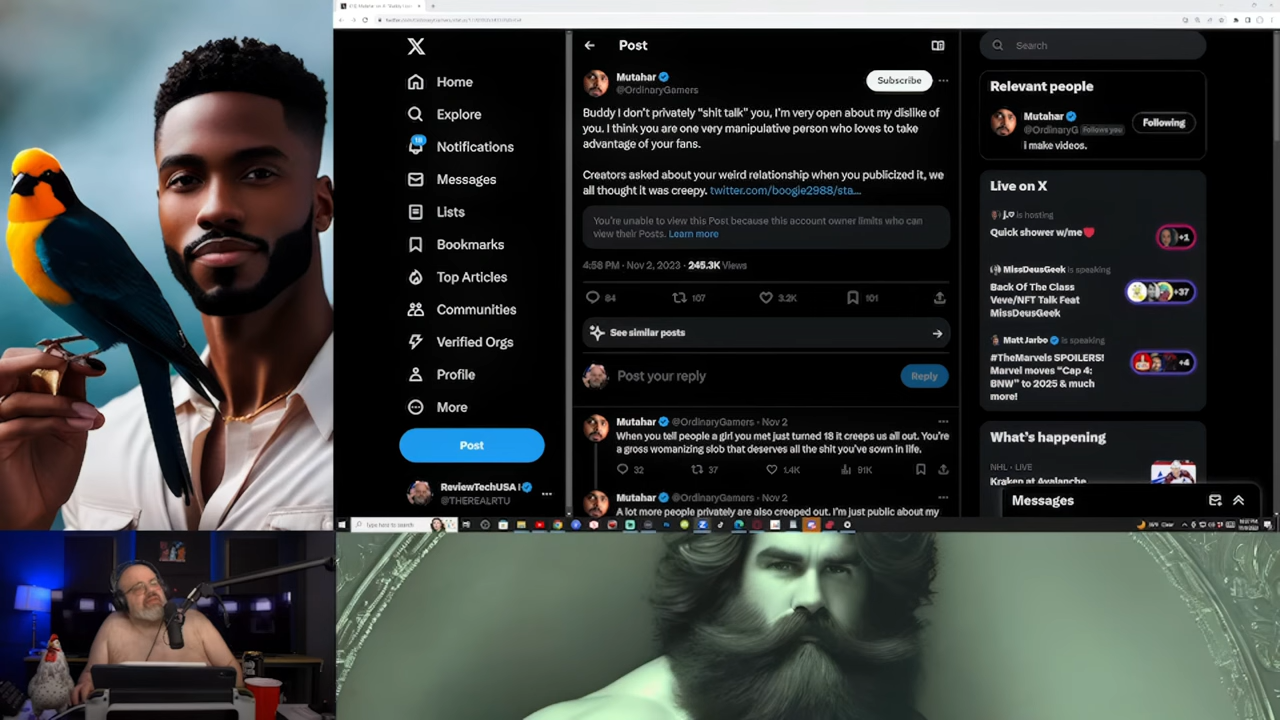 Home
Explore
18
Notifications
Messages
Lists
Bookmarks
Top Articles
Communities
Verified Orgs
Profile
More
Post
ReviewTechUSA
@THEREALRTU
Post
Mutahar
@OrdinaryGamers
Subscribe
Buddy I don't privately "shit talk" you, I'm very open about my dislike of
you. I think you are one very manipulative person who loves to take
advantage of your fans.
Creators asked about your weird relationship when you publicized it, we
all thought it was creepy. twitter.com/boogie2988/sta...
You're unable to view this Post because this account owner limits who can
view their Posts. Learn more
4:58 PM · Nov 2, 2023 · 245.3K Views
84 107 3.2K 101
See similar posts
Post your reply
Reply
Mutahar @OrdinaryGamers · Nov 2
When you tell people a girl you met just turned 18 it creeps us all out. You're
a gross womanizing slob that deserves all the shit you've sown in life.
32 37 1.4K 91K
Mutahar @OrdinaryGamers · Nov 2
A lot more people privately are also creeped out. I'm just public about my
Search
Relevant people
Mutahar
@OrdinaryG Follows you
Following
i make videos.
Live on X
is hosting
Quick shower w/me
+1
MissDeusGeek is speaking
Back Of The Class
Veve/NFT Talk Feat
MissDeusGeek
+37
Matt Jarbo is speaking
#TheMarvels SPOILERS!
Marvel moves "Cap 4:
BNW" to 2025 & much
more!
+4
What's happening
NHL · LIVE
Kraken at Avalanche
Messages
Type here to search